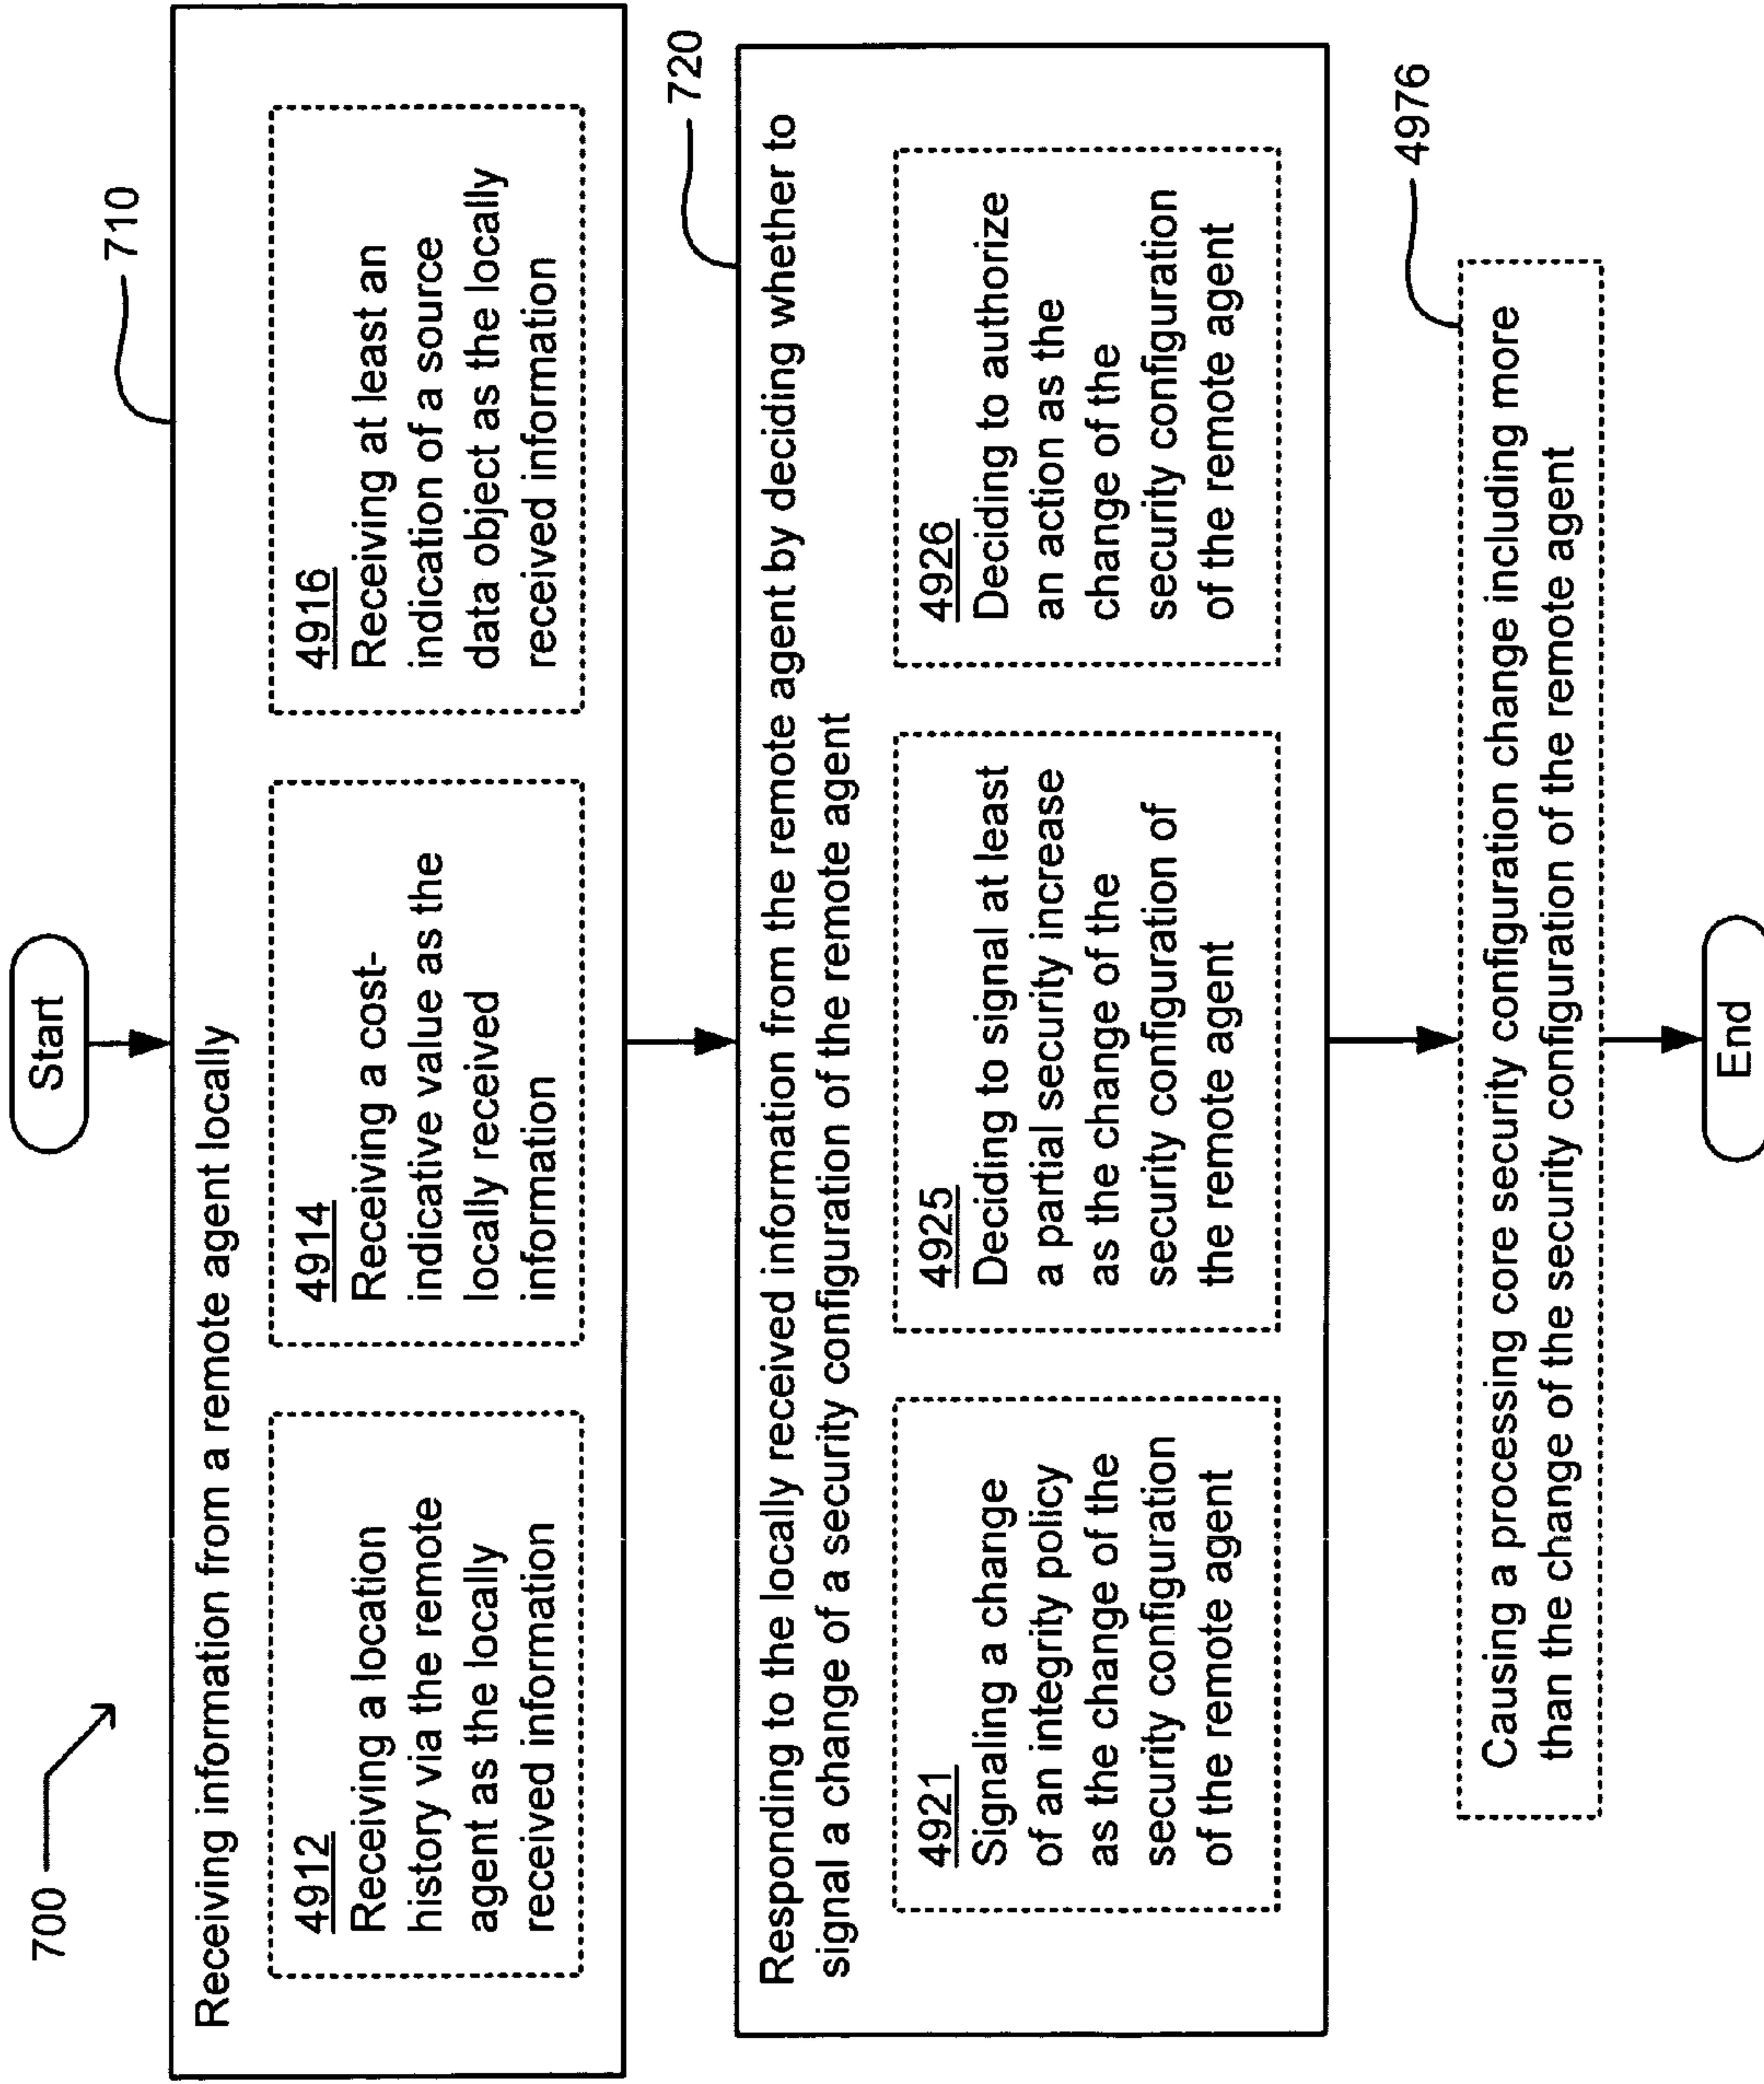 700
Start
710
Receiving information from a remote agent locally
4912
Receiving a location
history via the remote
agent as the locally
received information
4914
Receiving a cost-
indicative value as the
locally received
information
4916
Receiving at least an
indication of a source
data object as the locally
received information
720
Responding to the locally received information from the remote agent by deciding whether to
signal a change of a security configuration of the remote agent
4921
Signaling a change
of an integrity policy
as the change of the
security configuration
of the remote agent
4925
Deciding to signal at least
a partial security increase
as the change of the
security configuration of
the remote agent
4926
Deciding to authorize
an action as the
change of the
security configuration
of the remote agent
4976
Causing a processing core security configuration change including more
than the change of the security configuration of the remote agent
End